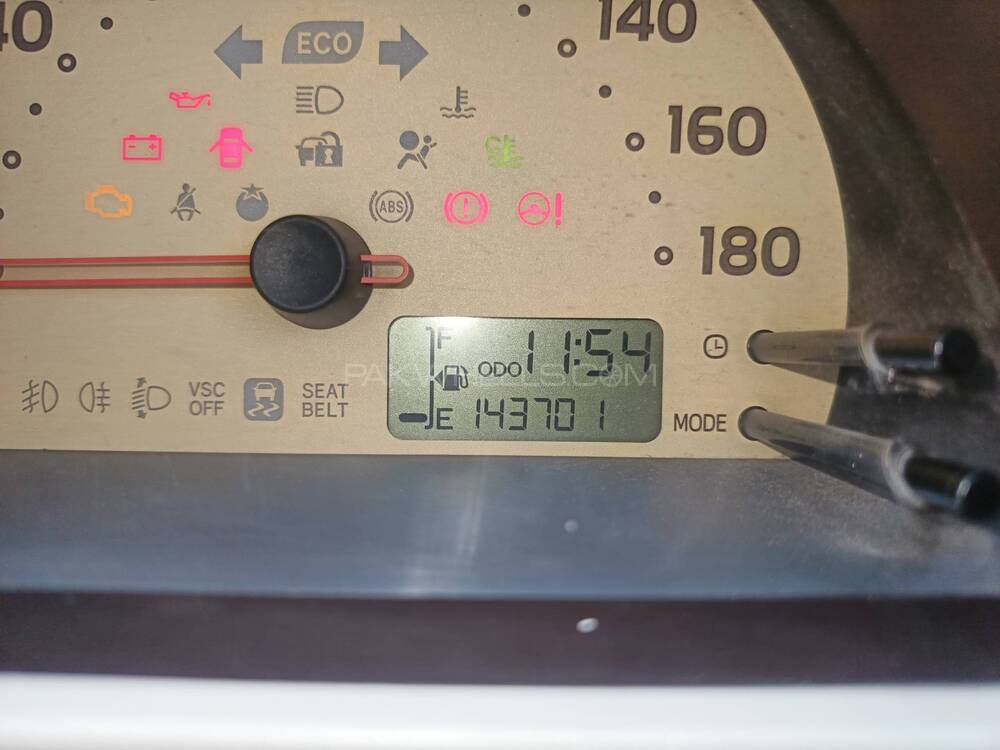 40
140
ECO
160
ABS
180
F
ODO 11:54
PAKWHEELS.COM
E 143701
VSC
OFF
SEAT
BELT
MODE